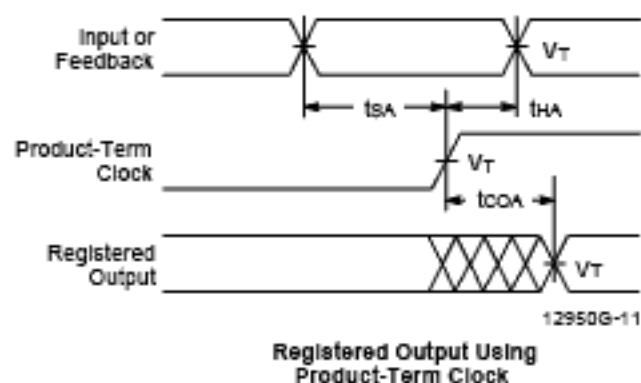 Input or
Feedback
VT
tSA
tHA
Product-Term
Clock
VT
tCOA
Registered
Output
VT
12950G-11
Registered Output Using
Product-Term Clock